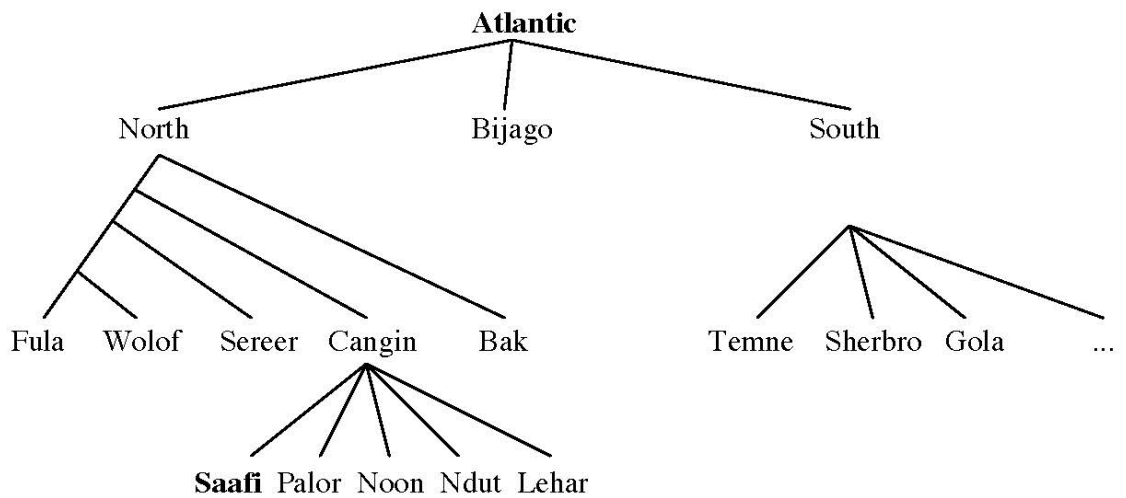 Atlantic
North Bijago South
Fula Wolof Sereer Cangin Bak Temne Sherbro Gola ...
Saafi Palor Noon Ndut Lehar